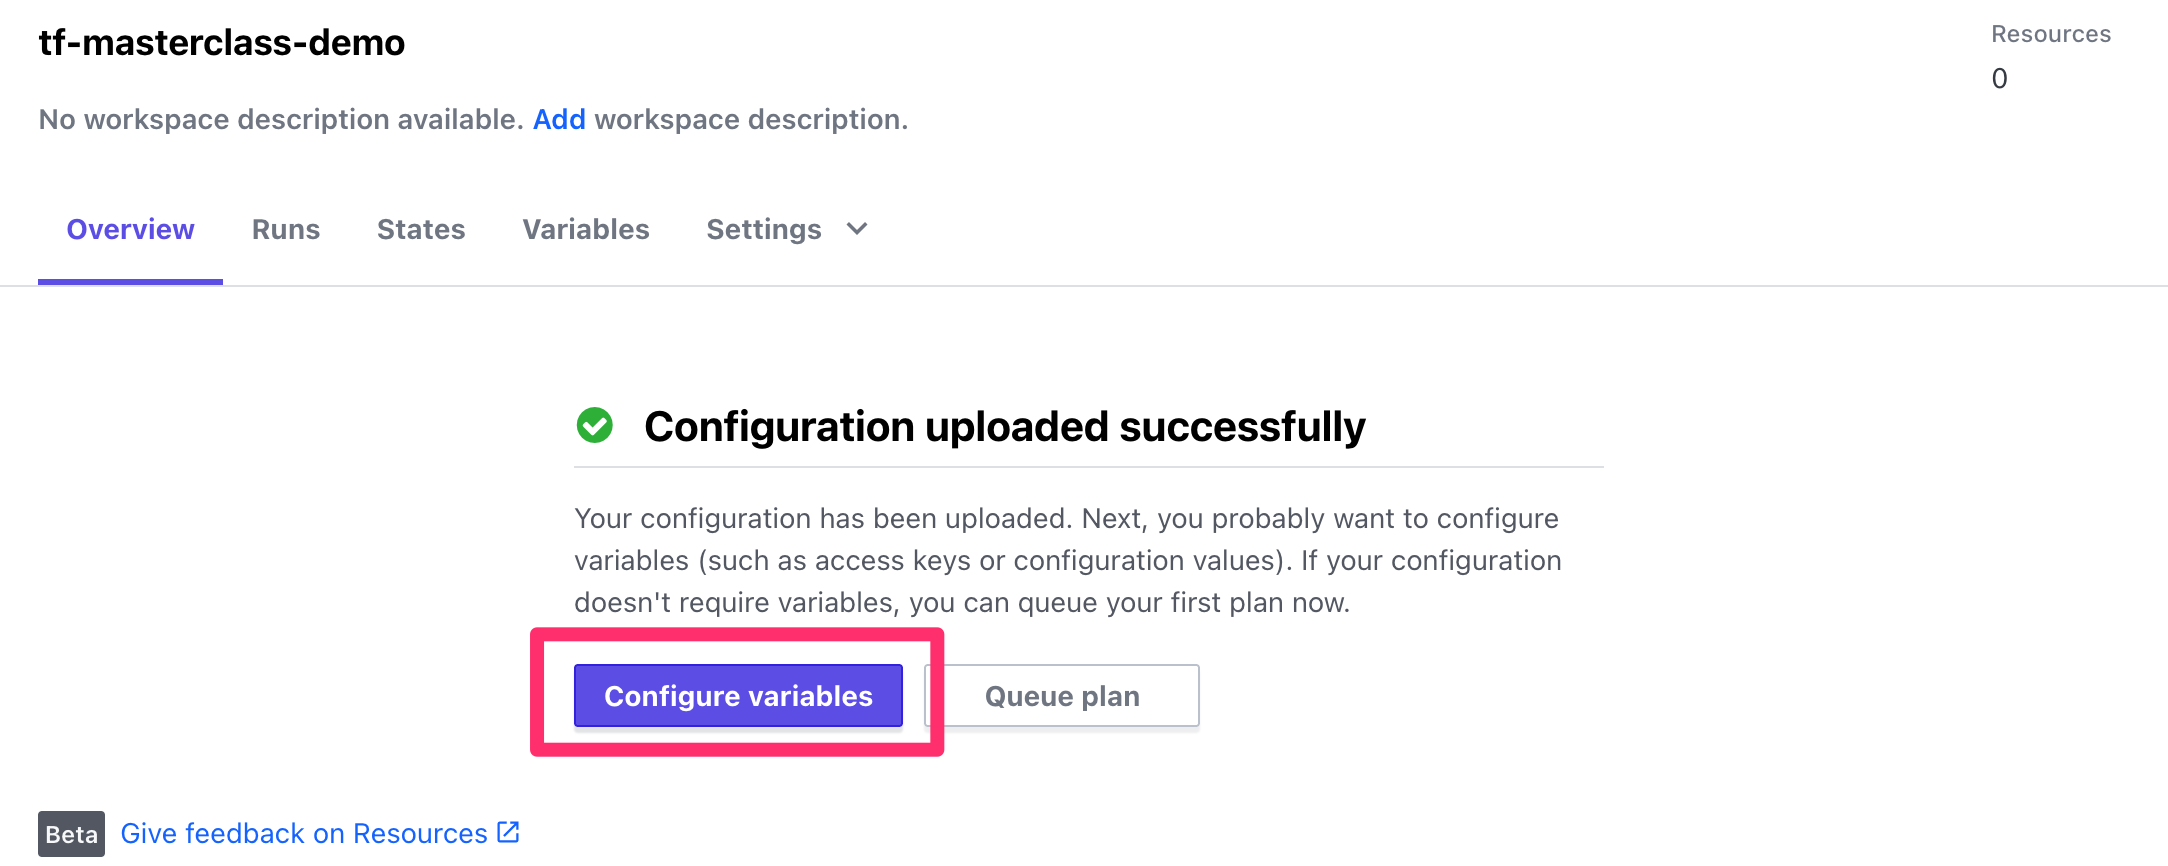 tf-masterclass-demo
Resources
0
No workspace description available. Add workspace description.
Overview Runs States Variables Settings
Configuration uploaded successfully
Your configuration has been uploaded. Next, you probably want to configure
variables (such as access keys or configuration values). If your configuration
doesn't require variables, you can queue your first plan now.
Configure variables Queue plan
Beta Give feedback on Resources